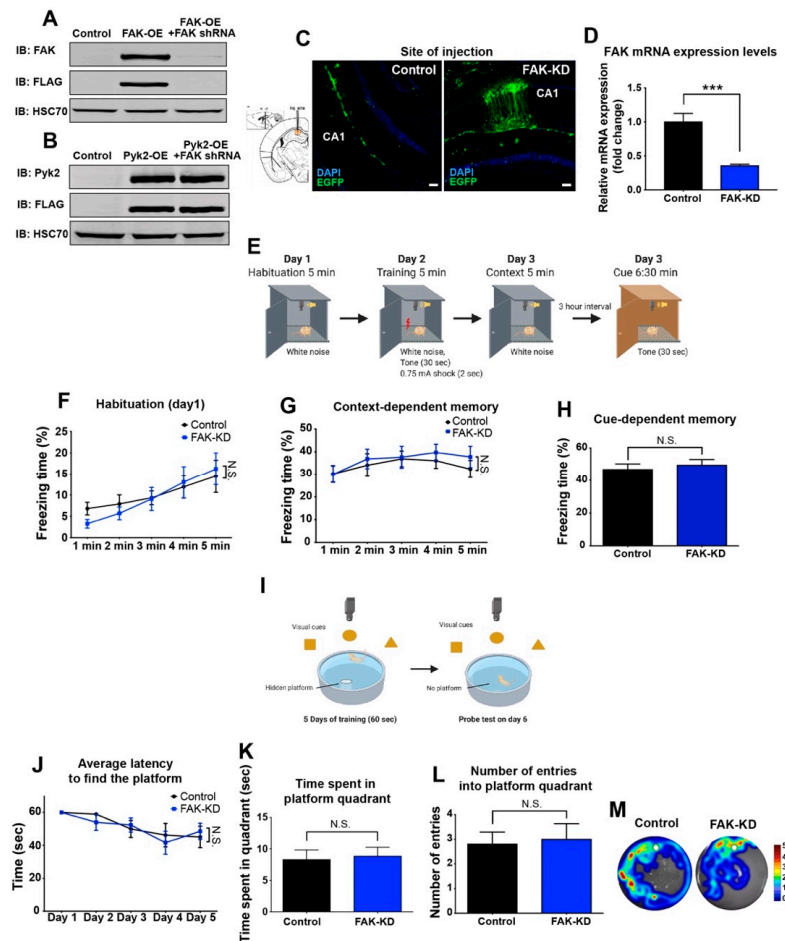 A
Control FAK-OE FAK-OE
+FAK shRNA
IB: FAK
IB: FLAG
IB: HSC70
B
Control Pyk2-OE Pyk2-OE
+FAK shRNA
IB: Pyk2
IB: FLAG
IB: HSC70
C
Site of injection
Control
CA1
DAPI
EGFP
FAK-KD
CA1
DAPI
EGFP
D
FAK mRNA expression levels
***
Relative mRNA expression
(fold change)
1.5
1.0
0.5
0.0
Control FAK-KD
E
Day 1
Habituation 5 min
White noise
Day 2
Training 5 min
White noise,
Tone (30 sec)
0.75 mA shock (2 sec)
Day 3
Context 5 min
White noise
3 hour interval
Day 3
Cue 6:30 min
Tone (30 sec)
F
Habituation (day1)
Control
FAK-KD
N.S
Freezing time (%)
25
20
15
10
5
0
1 min 2 min 3 min 4 min 5 min
G
Context-dependent memory
Control
FAK-KD
N.S
Freezing time (%)
60
50
40
30
20
10
0
1 min 2 min 3 min 4 min 5 min
H
Cue-dependent memory
N.S.
Freezing time (%)
60
50
40
30
20
10
0
Control FAK-KD
I
Visual cues
Hidden platform
5 Days of training (60 sec)
Visual cues
No platform
Probe test on day 6
J
Average latency
to find the platform
Control
FAK-KD
N.S
Time (sec)
80
60
40
20
0
Day 1 Day 2 Day 3 Day 4 Day 5
K
Time spent in
platform quadrant
N.S.
Time spent in quadrant (sec)
20
15
10
5
0
Control FAK-KD
L
Number of entries
into platform quadrant
N.S.
Number of entries
4
3
2
1
0
Control FAK-KD
M
Control FAK-KD
5
4
3
2
1
0